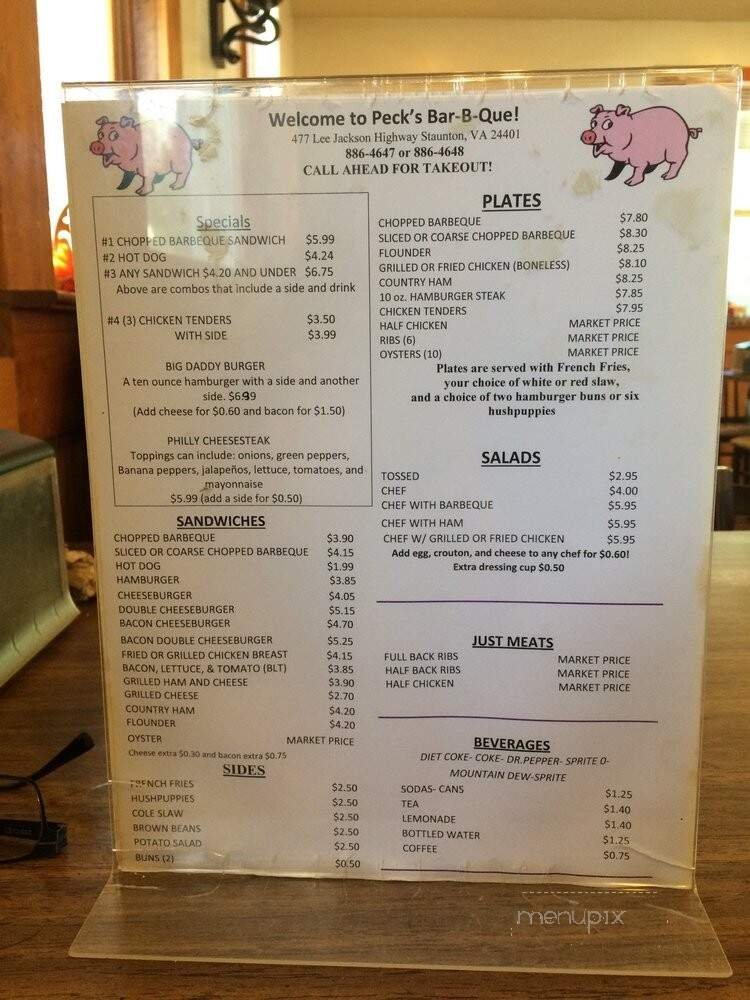 Welcome to Peck's Bar-B-Que!
477 Lee Jackson Highway Staunton, VA 24401
886-4647 or 886-4648
CALL AHEAD FOR TAKEOUT!
Specials
#1 CHOPPED BARBEQUE SANDWICH $5.99
#2 HOT DOG $4.24
#3 ANY SANDWICH $4.20 AND UNDER $6.75
Above are combos that include a side and drink
#4 (3) CHICKEN TENDERS $3.50
WITH SIDE $3.99
BIG DADDY BURGER
A ten ounce hamburger with a side and another
side. $6.99
(Add cheese for $0.60 and bacon for $1.50)
PHILLY CHEESESTEAK
Toppings can include: onions, green peppers,
Banana peppers, jalapeños, lettuce, tomatoes, and
mayonnaise
$5.99 (add a side for $0.50)
SANDWICHES
CHOPPED BARBEQUE $3.90
SLICED OR COARSE CHOPPED BARBEQUE $4.15
HOT DOG $1.99
HAMBURGER $3.85
CHEESEBURGER $4.05
DOUBLE CHEESEBURGER $5.15
BACON CHEESEBURGER $4.70
BACON DOUBLE CHEESEBURGER $5.25
FRIED OR GRILLED CHICKEN BREAST $4.15
BACON, LETTUCE, & TOMATO (BLT) $3.85
GRILLED HAM AND CHEESE $3.90
GRILLED CHEESE $2.70
COUNTRY HAM $4.20
FLOUNDER $4.20
OYSTER MARKET PRICE
Cheese extra $0.30 and bacon extra $0.75
SIDES
FRENCH FRIES $2.50
HUSHPUPPIES $2.50
COLE SLAW $2.50
BROWN BEANS $2.50
POTATO SALAD $2.50
BUNS (2) $0.50
PLATES
CHOPPED BARBEQUE $7.80
SLICED OR COARSE CHOPPED BARBEQUE $8.30
FLOUNDER $8.25
GRILLED OR FRIED CHICKEN (BONELESS) $8.10
COUNTRY HAM $8.25
10 oz. HAMBURGER STEAK $7.85
CHICKEN TENDERS $7.95
HALF CHICKEN MARKET PRICE
RIBS (6) MARKET PRICE
OYSTERS (10) MARKET PRICE
Plates are served with French Fries,
your choice of white or red slaw,
and a choice of two hamburger buns or six
hushpuppies
SALADS
TOSSED $2.95
CHEF $4.00
CHEF WITH BARBEQUE $5.95
CHEF WITH HAM $5.95
CHEF W/ GRILLED OR FRIED CHICKEN $5.95
Add egg, crouton, and cheese to any chef for $0.60!
Extra dressing cup $0.50
JUST MEATS
FULL BACK RIBS MARKET PRICE
HALF BACK RIBS MARKET PRICE
HALF CHICKEN MARKET PRICE
BEVERAGES
DIET COKE- COKE- DR.PEPPER- SPRITE 0-
MOUNTAIN DEW-SPRITE
SODAS- CANS $1.25
TEA $1.40
LEMONADE $1.40
BOTTLED WATER $1.25
COFFEE $0.75
menupix